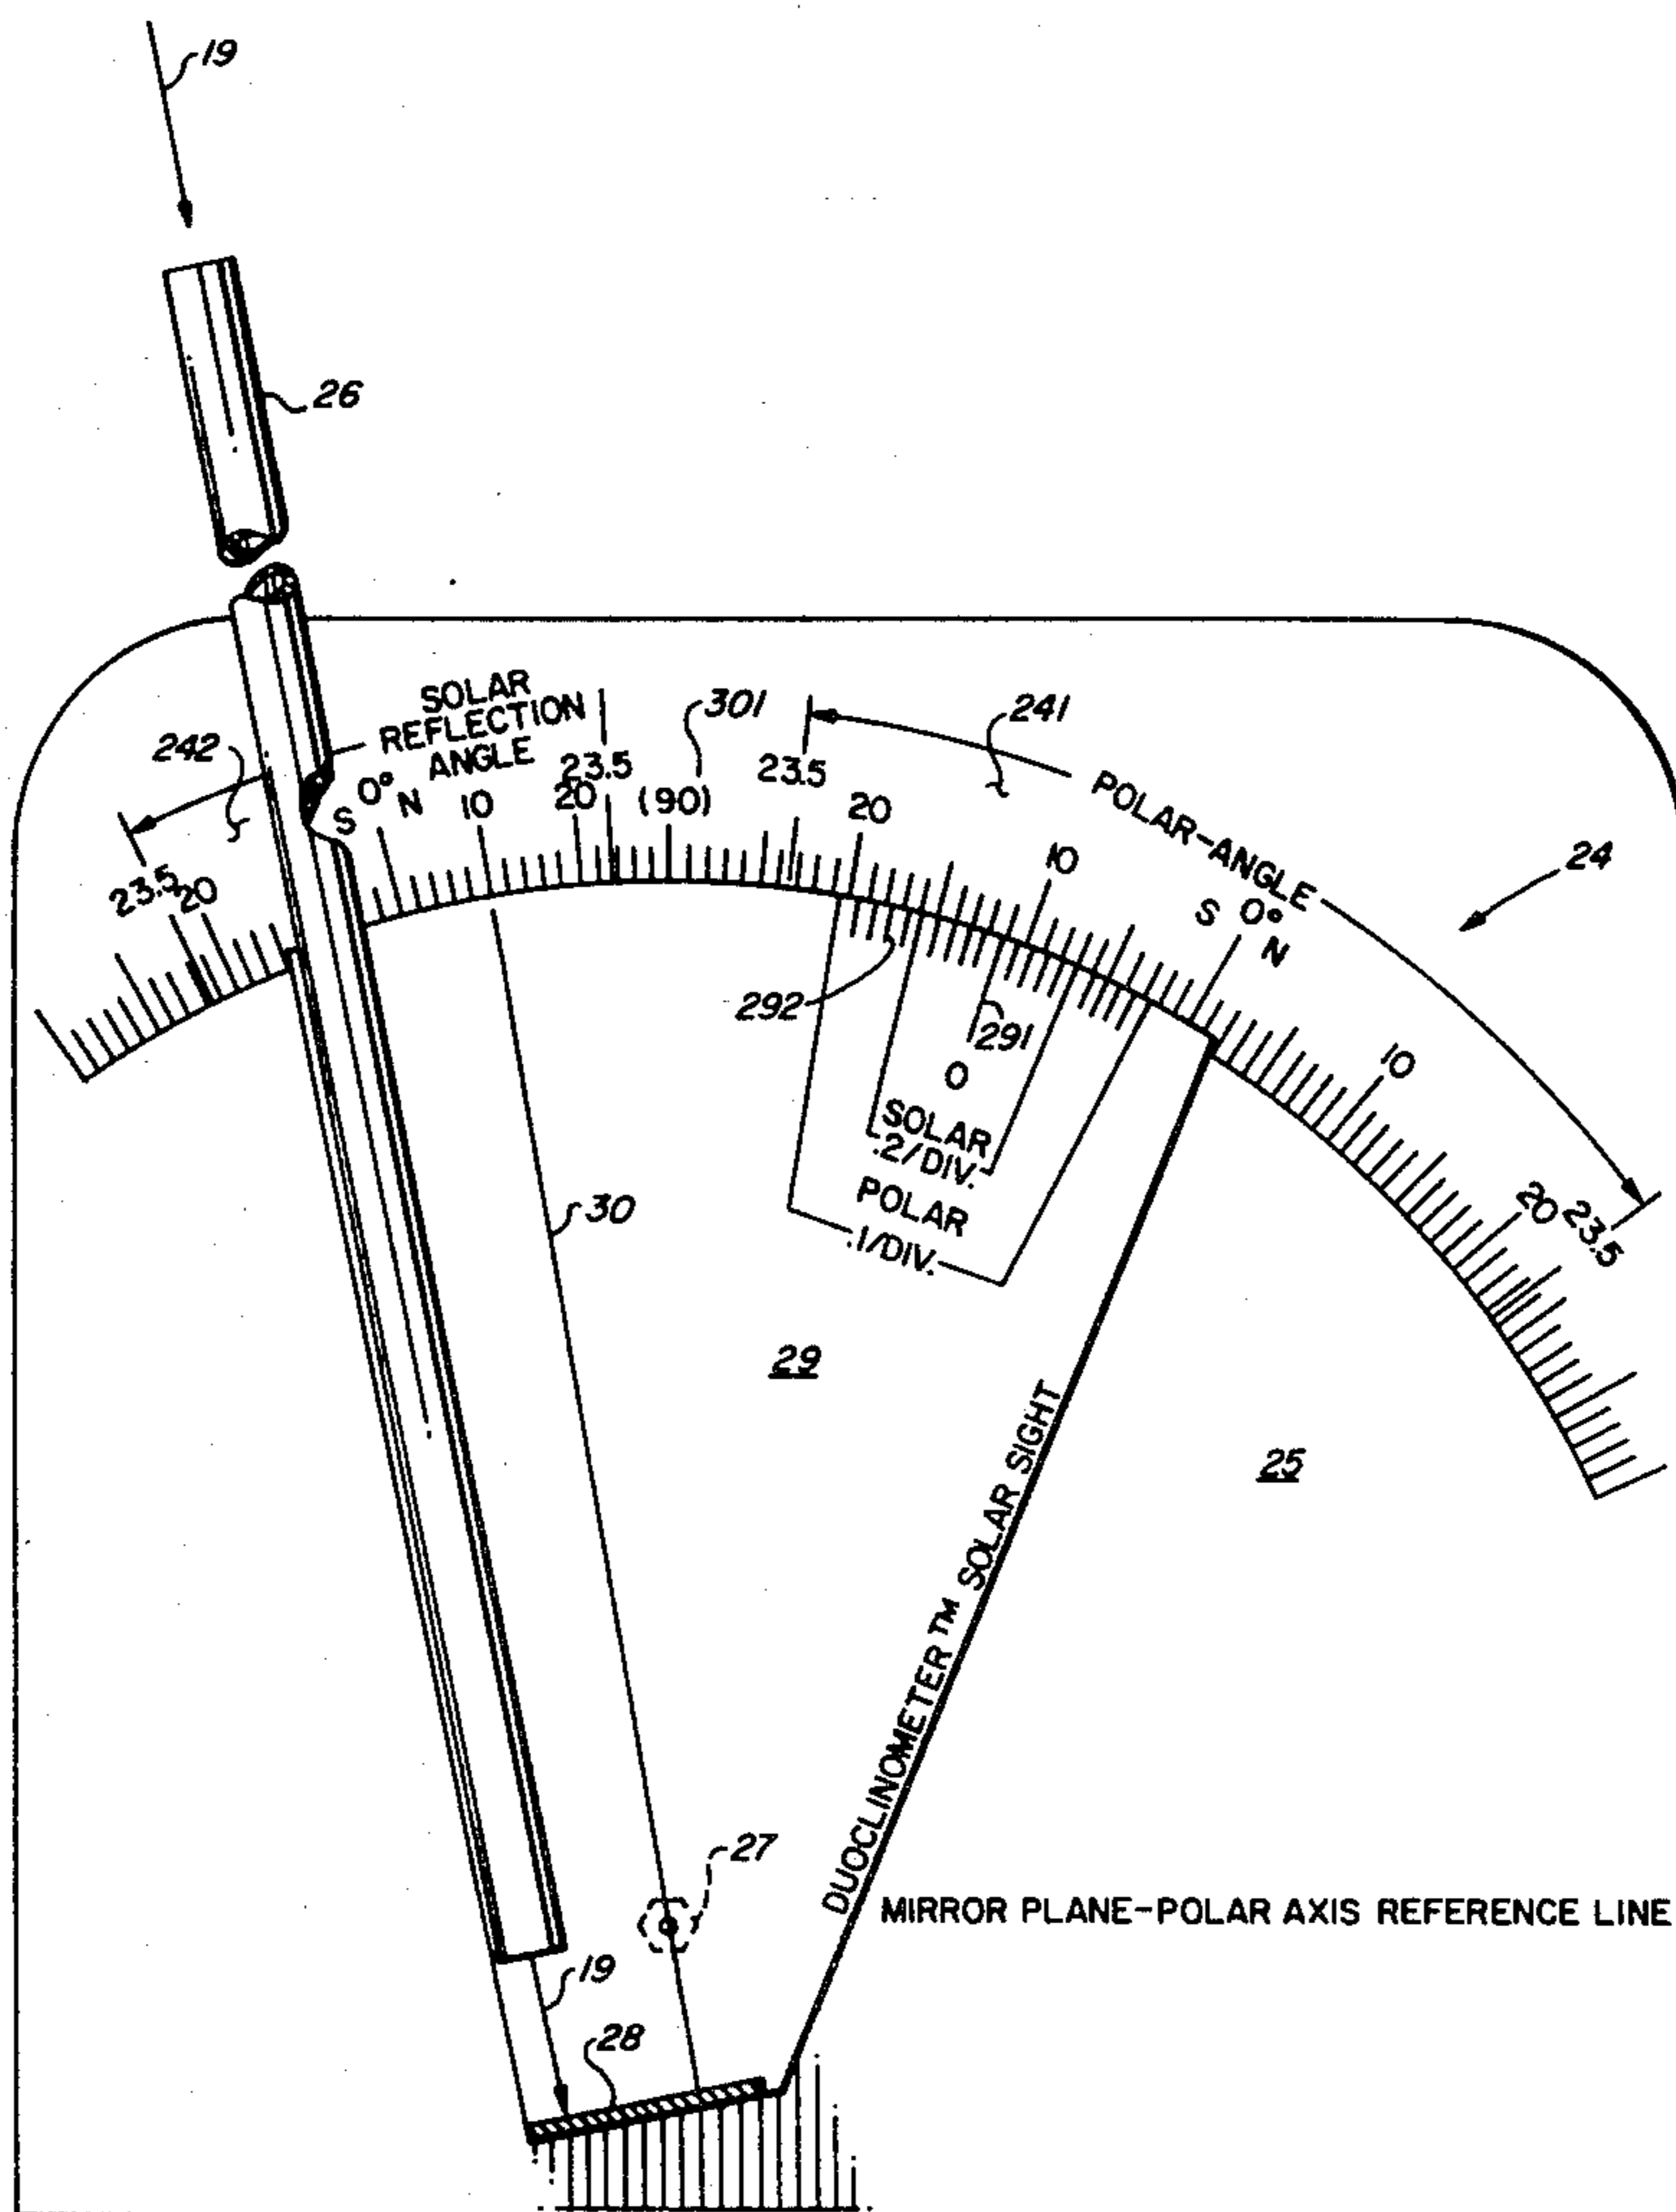 19
26
SOLAR
REFLECTION
ANGLE
301
241
242
S 0° N 10 20 23.5 (90) 23.5 20 10 S 0° N 10 20 23.5
POLAR-ANGLE
24
23.5 20
292
291
0
SOLAR
.2/DIV.
POLAR
.1/DIV.
30
29
25
DUOCLINOMETER™ SOLAR SIGHT
27
MIRROR PLANE-POLAR AXIS REFERENCE LINE
19
28